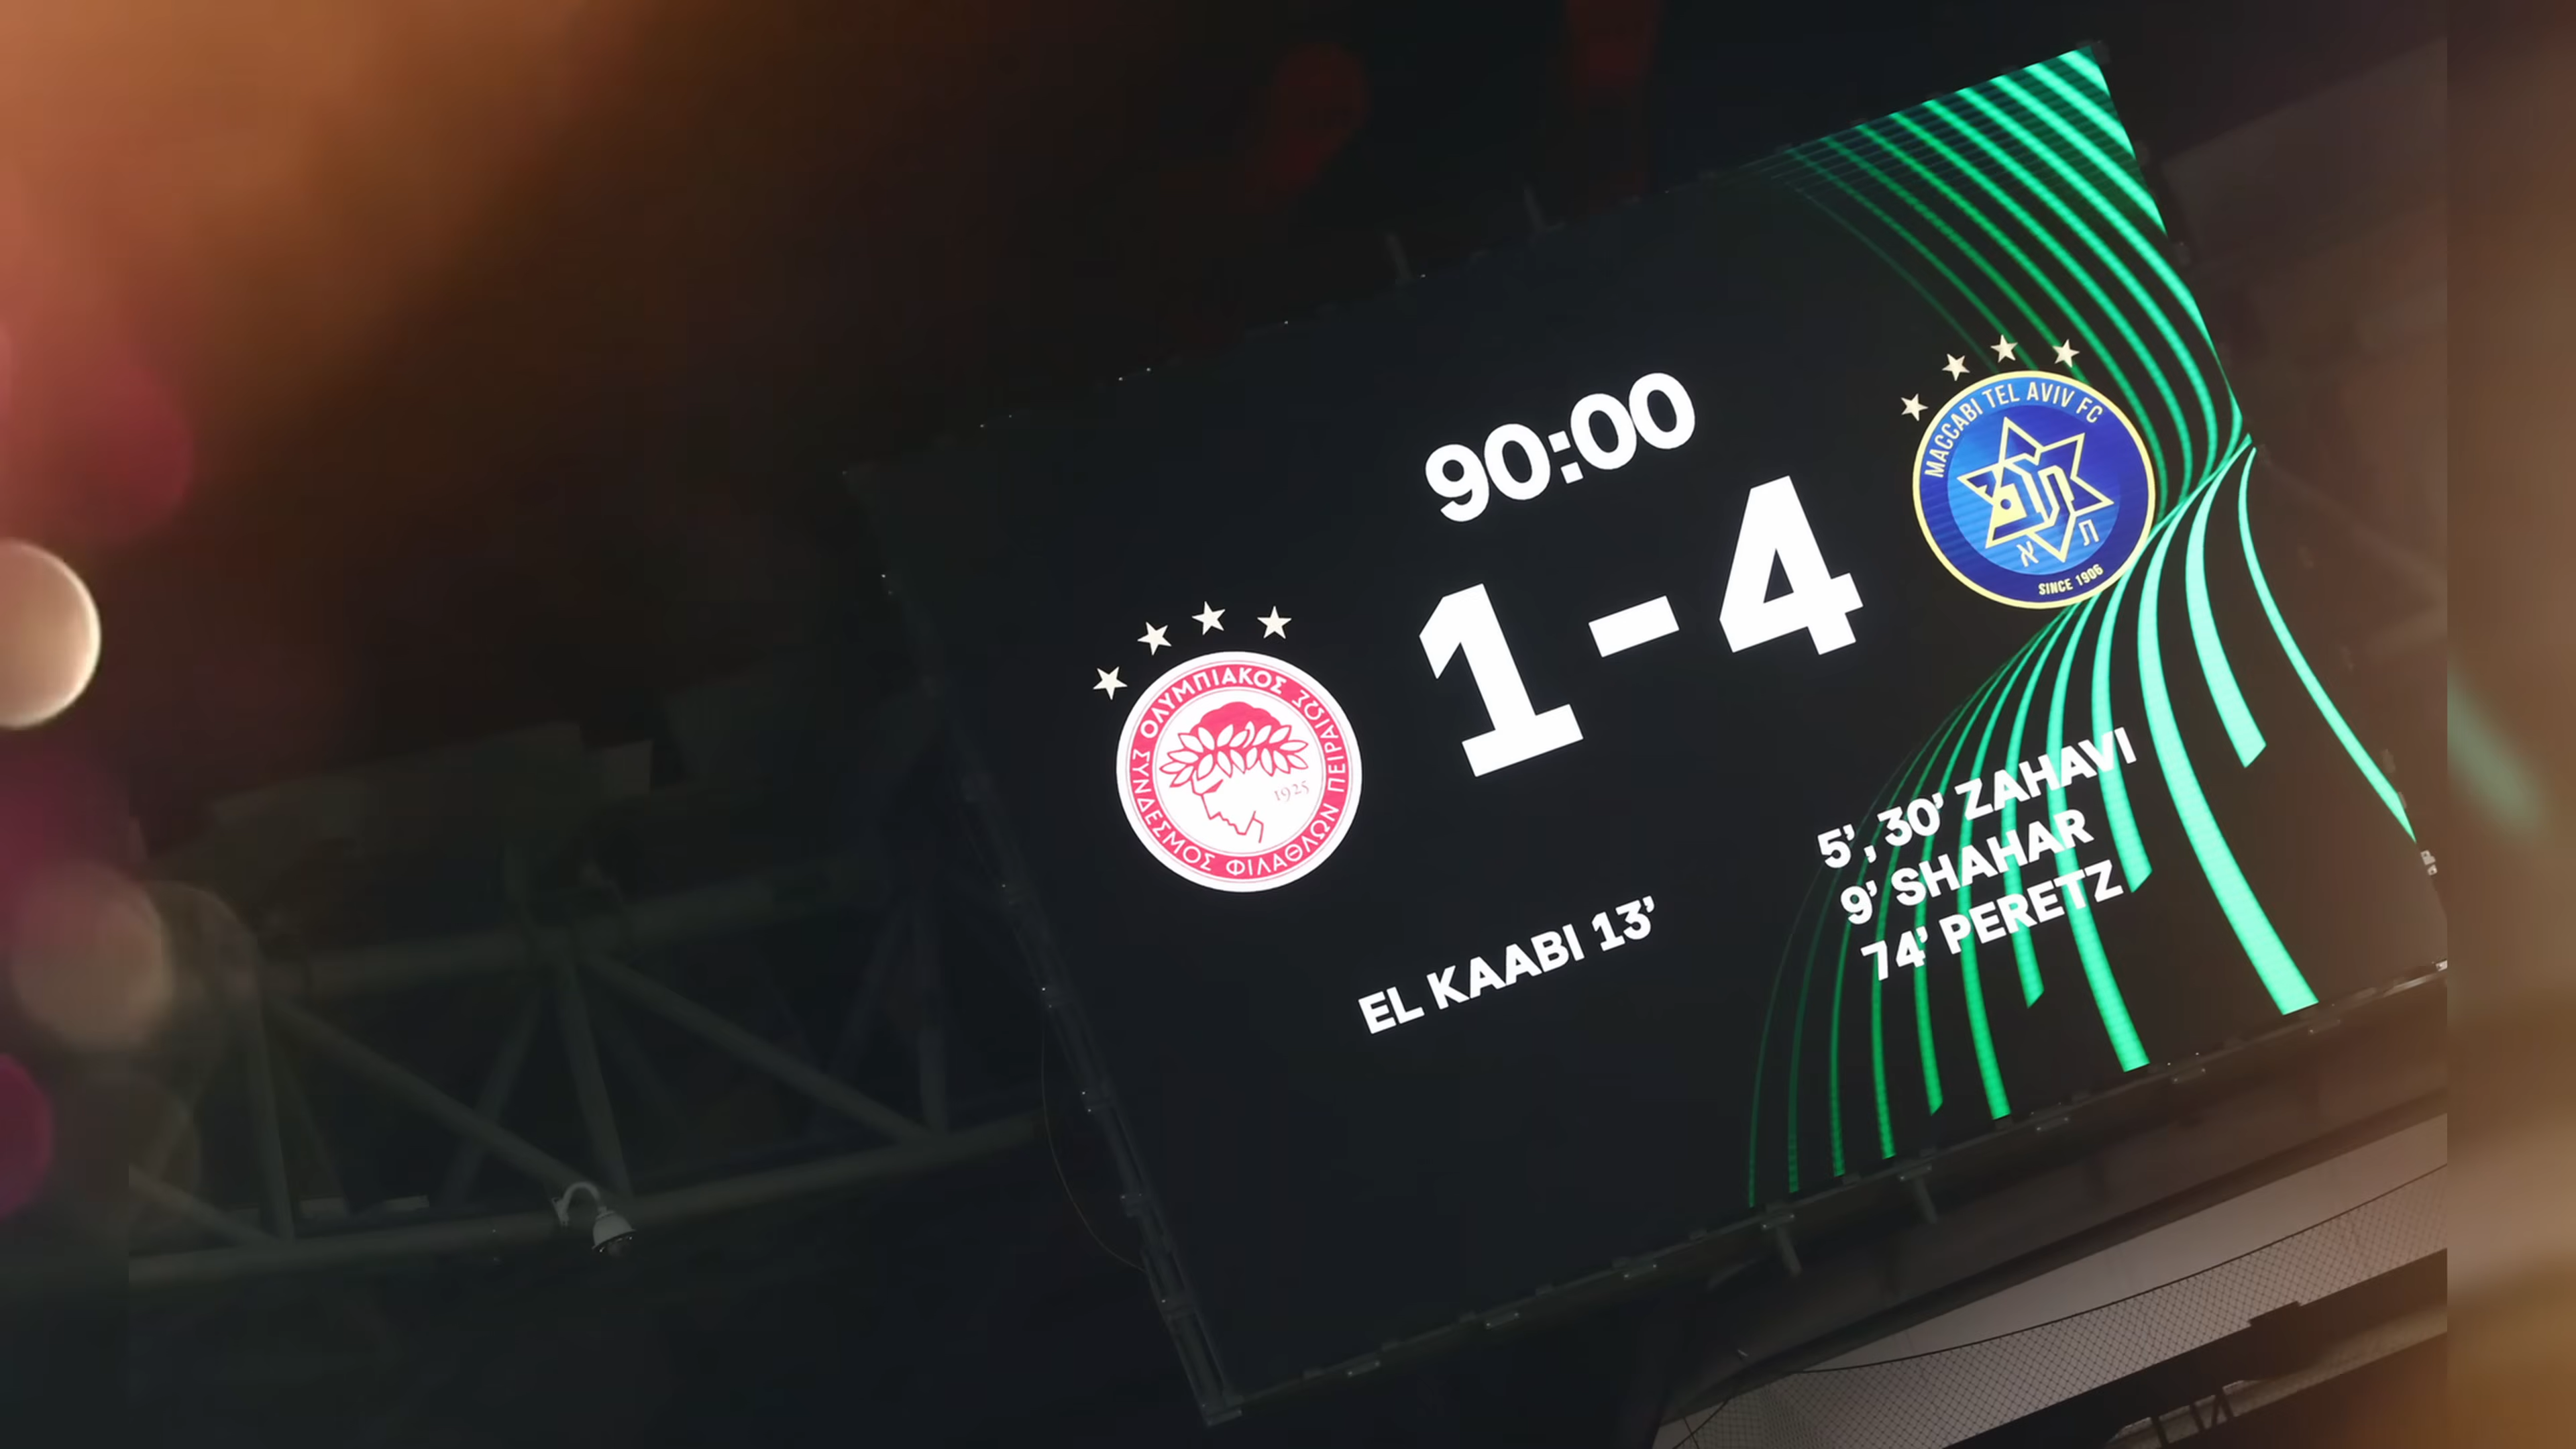 90:00
1 - 4
ΟΛΥΜΠΙΑΚΟΣ ΣΥΝΔΕΣΜΟΣ ΦΙΛΑΘΛΩΝ ΠΕΙΡΑΙΩΣ
1925
MACCABI TEL AVIV FC
א ת
SINCE 1906
EL KAABI 13’
5’, 30’ ZAHAVI
9’ SHAHAR
74’ PERETZ